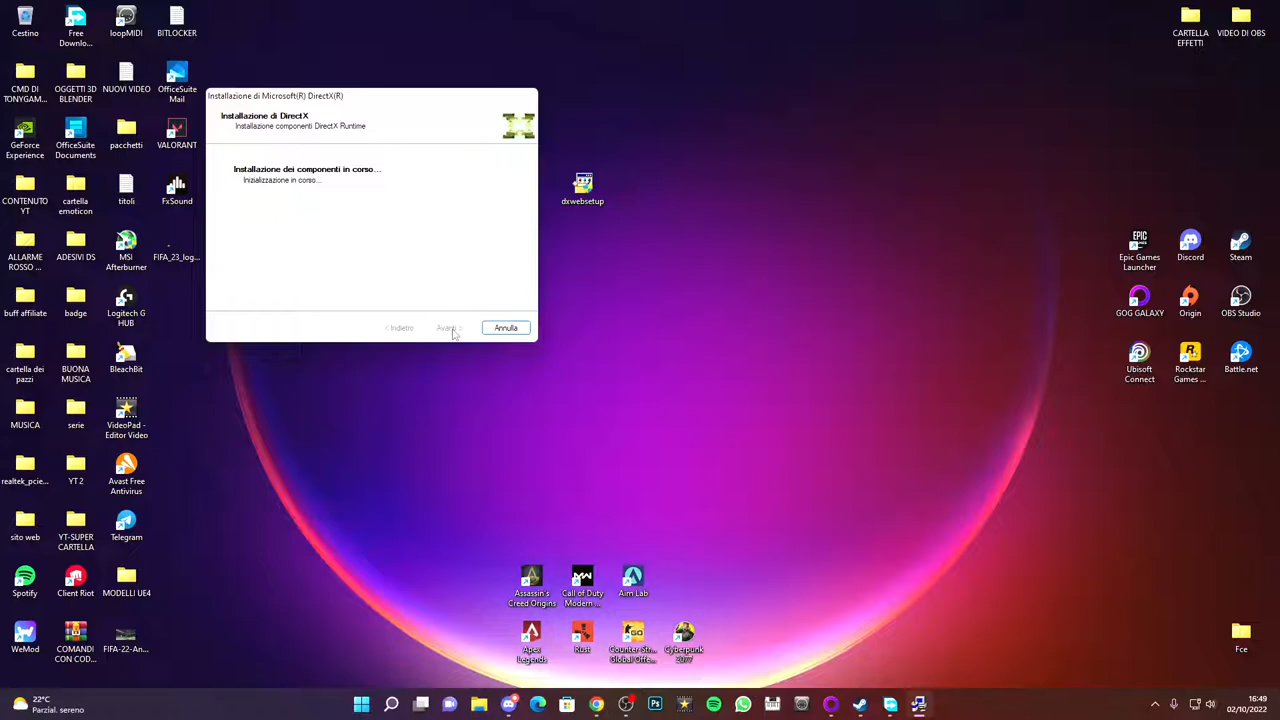 Cestino
Free
Downlo...
loopMIDI
BITLOCKER
CARTELLA
EFFETTI
VIDEO DI OBS
CMD DI
TONYGAM...
OGGETTI 3D
BLENDER
NUOVI VIDEO
OfficeSuite
Mail
Installazione di Microsoft(R) DirectX(R)
Installazione di DirectX
Installazione componenti DirectX Runtime
Installazione dei componenti in corso...
Inizializzazione in corso...
< Indietro
Avanti >
Annulla
dxwebsetup
GeForce
Experience
OfficeSuite
Documents
pacchetti
VALORANT
CONTENUTO
YT
serie
cartella
emoticon
titoli
FxSound
ALLARME
ROSSO ...
ADESIVI DS
MSI
Afterburner
FIFA_23_log...
Epic Games
Launcher
Discord
Steam
buff affiliate
badge
Logitech G
HUB
GOG GALAXY
Origin
OBS Studio
cartella dei
pazzi
BUONA
MUSICA
BleachBit
Ubisoft
Connect
Rockstar
Games ...
Battle.net
MUSICA
serie
VideoPad -
Editor Video
realtek_pcie...
YT 2
Avast Free
Antivirus
sito web
YT-SUPER
CARTELLA
Telegram
Spotify
Client Riot
MODELLI UE4
Assassin's
Creed Origins
Call of Duty
Modern ...
Aim Lab
WeMod
COMANDI
CON COD...
FIFA-22-An...
Apex
Legends
Rust
Counter-Str...
Global Offe...
Cyberpunk
2077
Fce
22°C
Parzial. sereno
16:49
02/10/2022